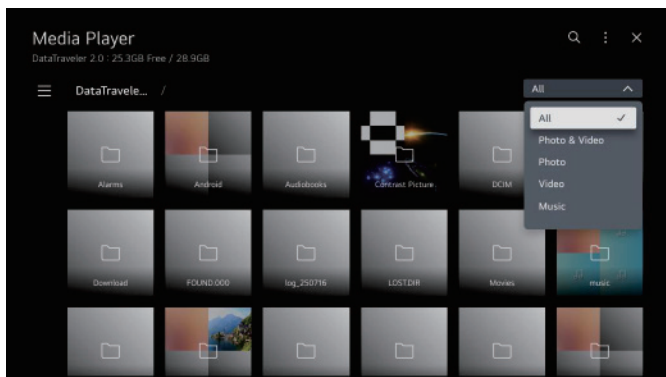 Media Player
DataTraveler 2.0 : 25.3GB Free / 28.9GB
DataTravele... /
All
All
Photo & Video
Photo
Video
Music
Alarms
Android
Audiobooks
Contrast Picture
DCIM
Download
FOUND.000
log_250716
LOST.DIR
Movies
music